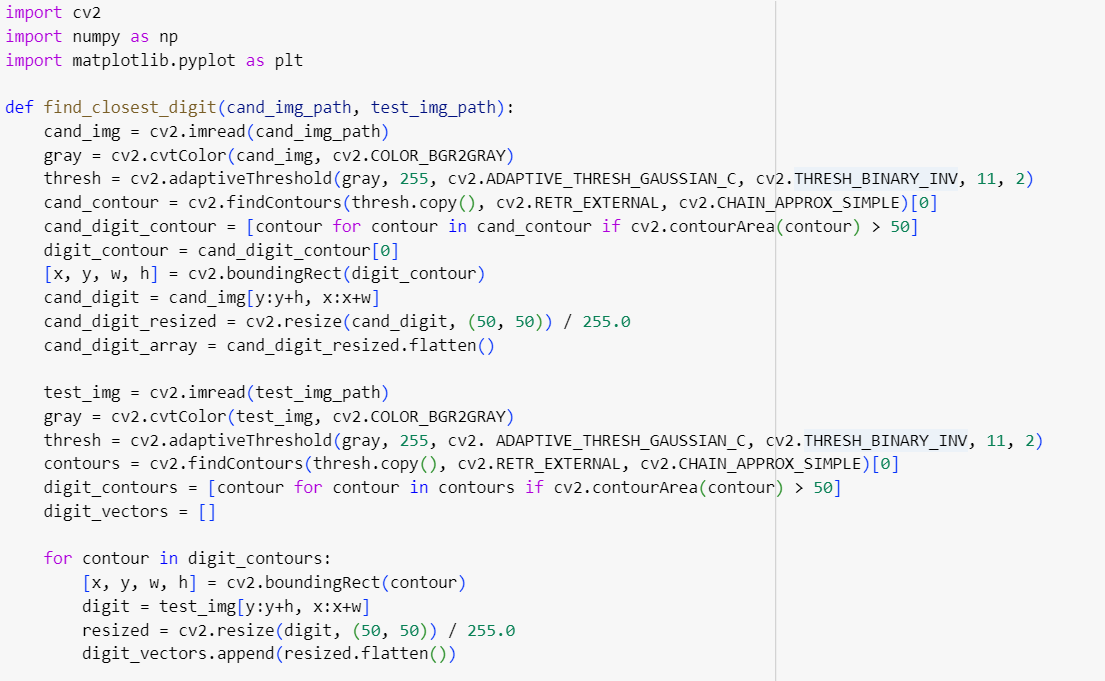 import cv2
import numpy as np
import matplotlib.pyplot as plt

def find_closest_digit(cand_img_path, test_img_path):
    cand_img = cv2.imread(cand_img_path)
    gray = cv2.cvtColor(cand_img, cv2.COLOR_BGR2GRAY)
    thresh = cv2.adaptiveThreshold(gray, 255, cv2.ADAPTIVE_THRESH_GAUSSIAN_C, cv2.THRESH_BINARY_INV, 11, 2)
    cand_contour = cv2.findContours(thresh.copy(), cv2.RETR_EXTERNAL, cv2.CHAIN_APPROX_SIMPLE)[0]
    cand_digit_contour = [contour for contour in cand_contour if cv2.contourArea(contour) > 50]
    digit_contour = cand_digit_contour[0]
    [x, y, w, h] = cv2.boundingRect(digit_contour)
    cand_digit = cand_img[y:y+h, x:x+w]
    cand_digit_resized = cv2.resize(cand_digit, (50, 50)) / 255.0
    cand_digit_array = cand_digit_resized.flatten()

    test_img = cv2.imread(test_img_path)
    gray = cv2.cvtColor(test_img, cv2.COLOR_BGR2GRAY)
    thresh = cv2.adaptiveThreshold(gray, 255, cv2. ADAPTIVE_THRESH_GAUSSIAN_C, cv2.THRESH_BINARY_INV, 11, 2)
    contours = cv2.findContours(thresh.copy(), cv2.RETR_EXTERNAL, cv2.CHAIN_APPROX_SIMPLE)[0]
    digit_contours = [contour for contour in contours if cv2.contourArea(contour) > 50]
    digit_vectors = []

    for contour in digit_contours:
        [x, y, w, h] = cv2.boundingRect(contour)
        digit = test_img[y:y+h, x:x+w]
        resized = cv2.resize(digit, (50, 50)) / 255.0
        digit_vectors.append(resized.flatten())